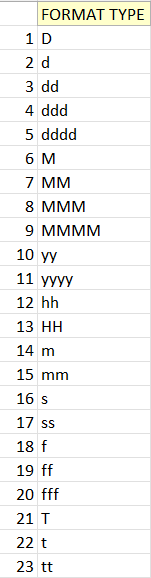 FORMAT TYPE
1 D
2 d
3 dd
4 ddd
5 dddd
6 M
7 MM
8 MMM
9 MMMM
10 yy
11 yyyy
12 hh
13 HH
14 m
15 mm
16 s
17 ss
18 f
19 ff
20 fff
21 T
22 t
23 tt